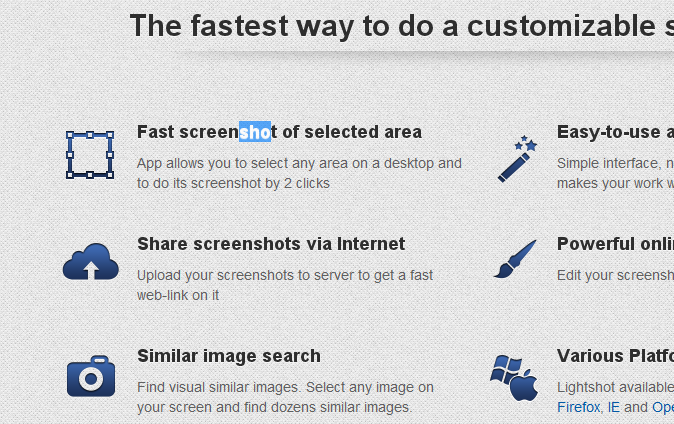 The fastest way to do a customizable
Fast screenshot of selected area
App allows you to select any area on a desktop and
to do its screenshot by 2 clicks
Share screenshots via Internet
Upload your screenshots to server to get a fast
web-link on it
Similar image search
Find visual similar images. Select any image on
your screen and find dozens similar images.
Easy-to-use
Simple interface,
makes your work
Powerful
Edit your
Various
Lightshot available
Firefox, IE and